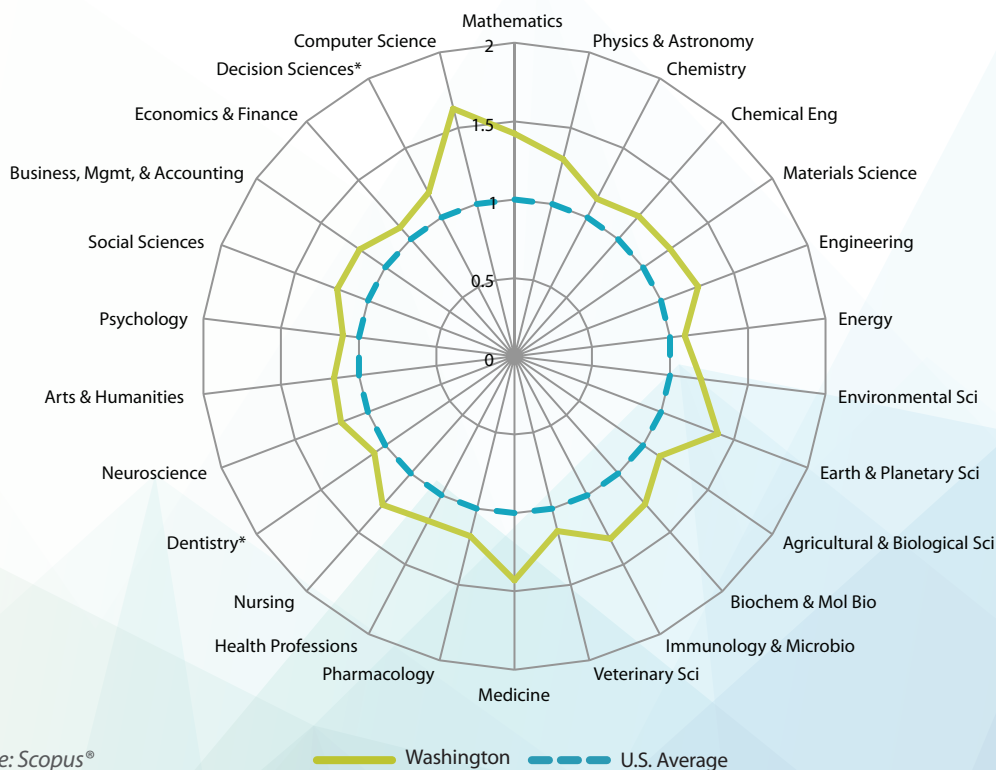 Mathematics
Computer Science
2
Physics & Astronomy
Decision Sciences*
Chemistry
Economics & Finance
Chemical Eng
1.5
Business, Mgmt, & Accounting
Materials Science
1
Social Sciences
Engineering
0.5
Psychology
Energy
0
Arts & Humanities
Environmental Sci
Neuroscience
Earth & Planetary Sci
Dentistry*
Agricultural & Biological Sci
Nursing
Biochem & Mol Bio
Health Professions
Immunology & Microbio
Pharmacology
Veterinary Sci
Medicine
e: Scopus®
Washington
U.S. Average